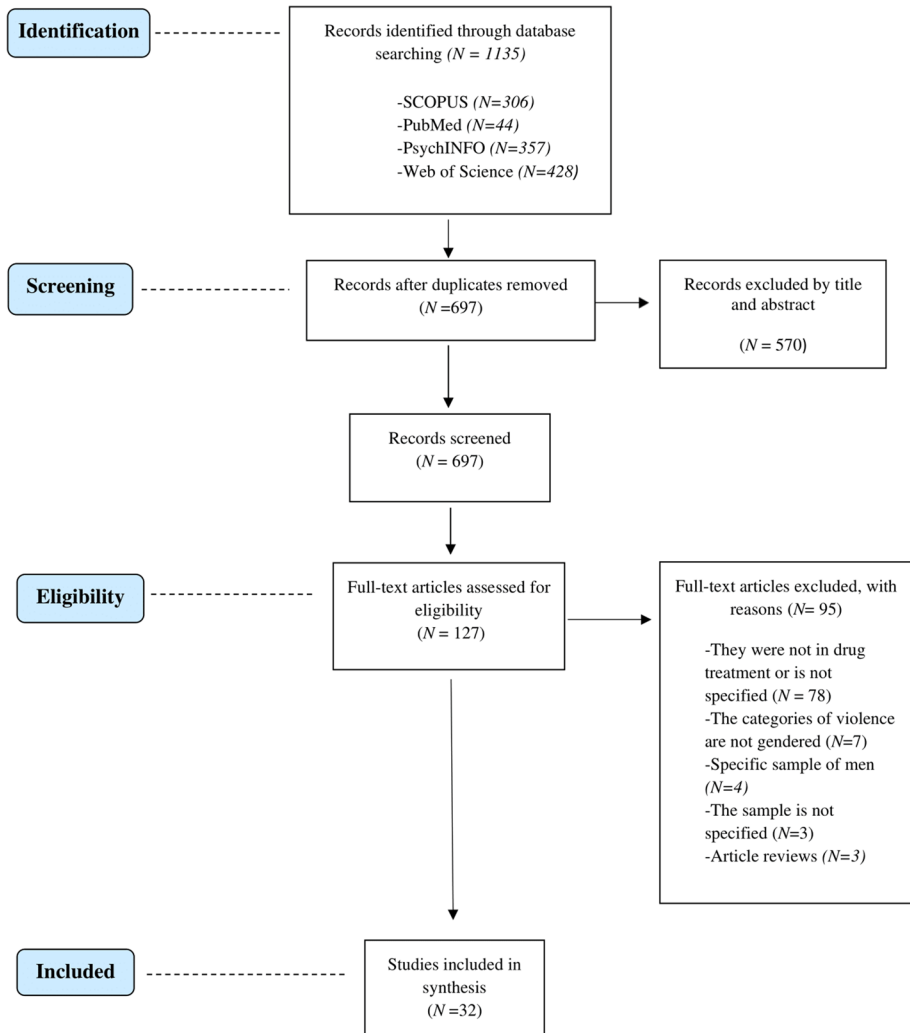 Identification
Records identified through database
searching (N = 1135)
-SCOPUS (N=306)
-PubMed (N=44)
-PsychINFO (N=357)
-Web of Science (N=428)
Screening
Records after duplicates removed
(N =697)
Records excluded by title
and abstract
(N = 570)
Records screened
(N = 697)
Eligibility
Full-text articles assessed for
eligibility
(N = 127)
Full-text articles excluded, with
reasons (N= 95)
-They were not in drug
treatment or is not
specified (N = 78)
-The categories of violence
are not gendered (N=7)
-Specific sample of men
(N=4)
-The sample is not
specified (N=3)
-Article reviews (N=3)
Included
Studies included in
synthesis
(N =32)